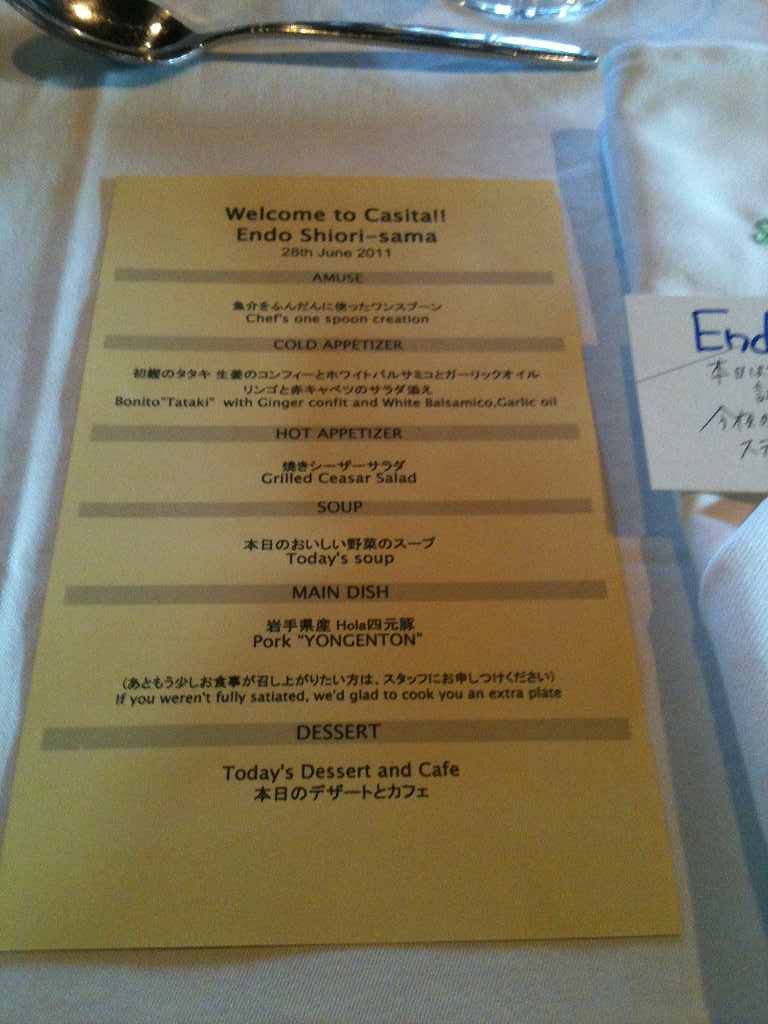 Welcome to Casita!!
Endo Shiori-sama
28th June 2011
AMUSE
魚介をふんだんに使ったワンスプーン
Chef's one spoon creation
COLD APPETIZER
初鰹のタタキ 生姜のコンフィーとホワイトバルサミコとガーリックオイル
リンゴと赤キャベツのサラダ添え
Bonito"Tataki" with Ginger confit and White Balsamico,Garlic oil
HOT APPETIZER
焼きシーザーサラダ
Grilled Ceasar Salad
SOUP
本日のおいしい野菜のスープ
Today's soup
MAIN DISH
岩手県産 Hola四元豚
Pork "YONGENTON"
(あともう少しお食事が召し上がりたい方は、スタッフにお申しつけください)
If you weren't fully satiated, we'd glad to cook you an extra plate
DESSERT
Today's Dessert and Cafe
本日のデザートとカフェ
S
End
本日は
今夜の
ステ